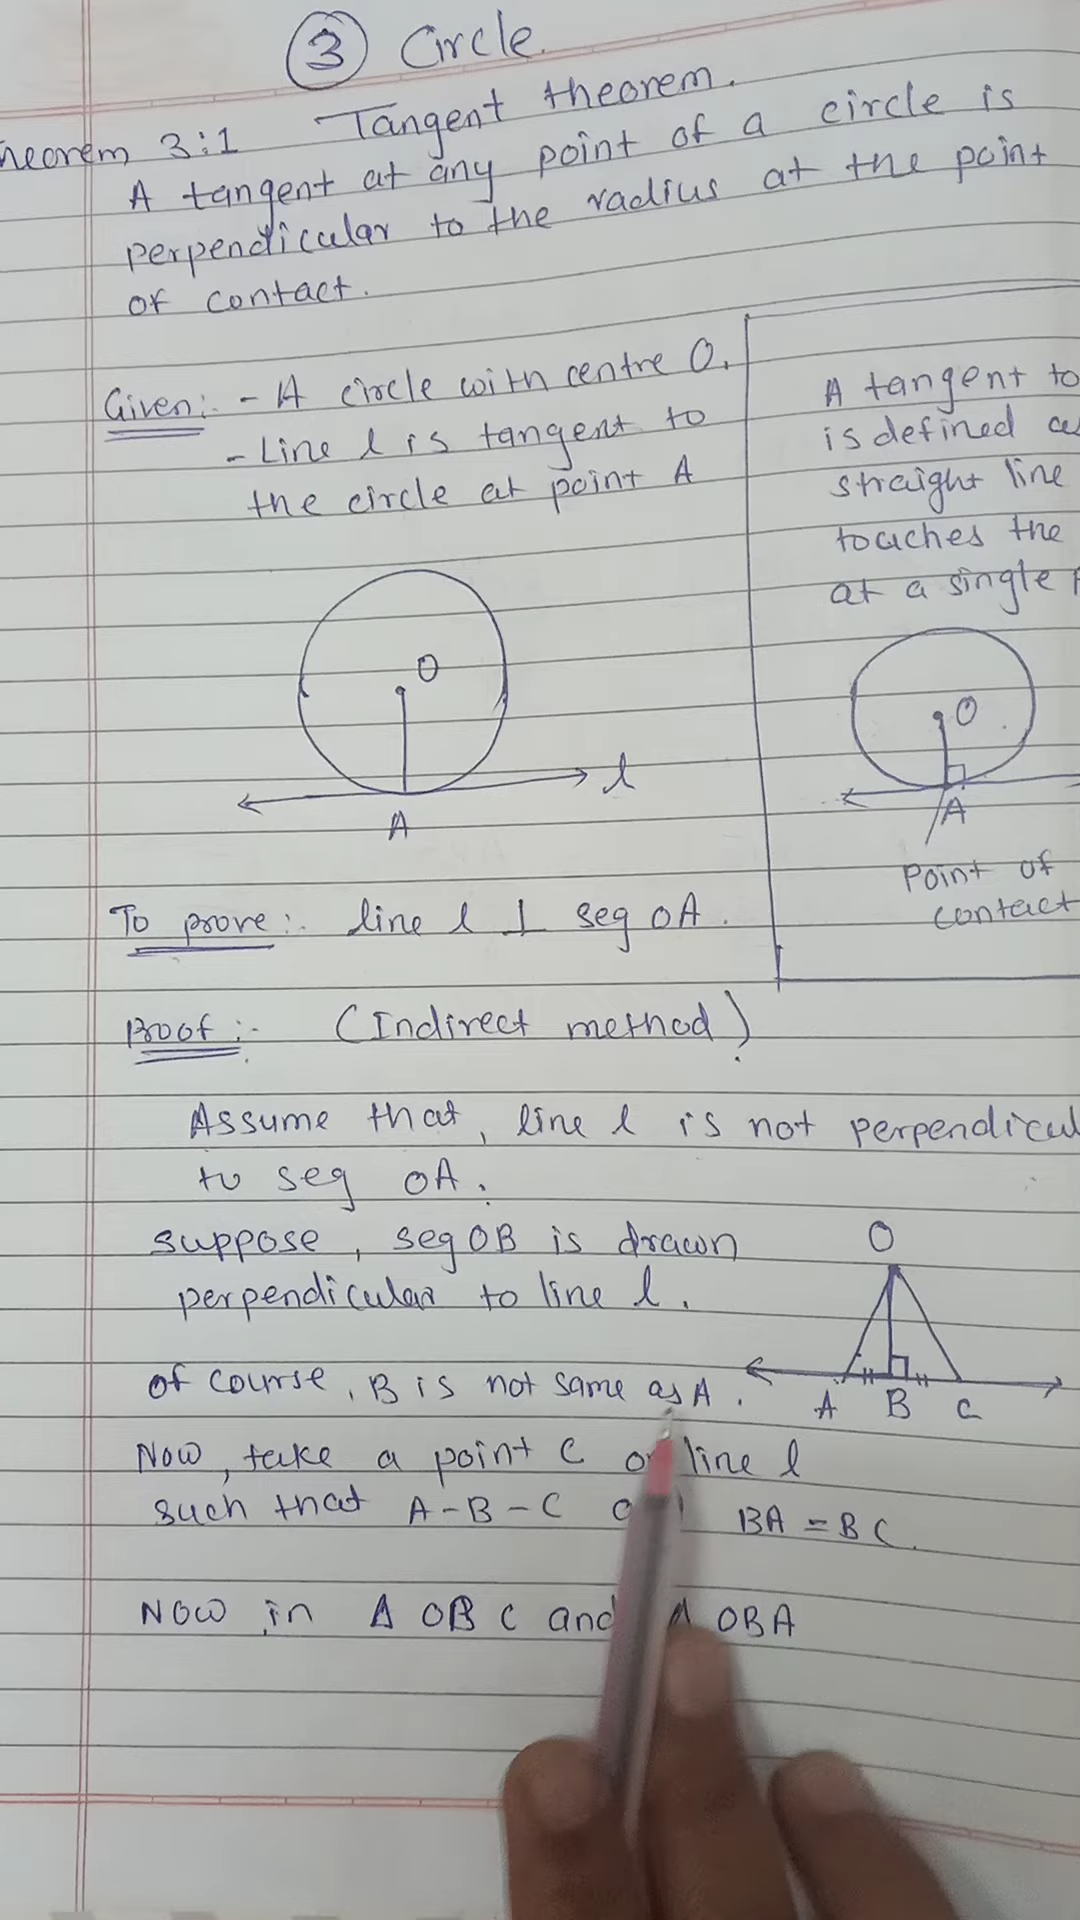 3 Circle.
Tangent theorem.
3:1
A tangent at any point of a circle is
perpendicular to the radius at the point
of contact.
Given:- - A circle with centre O.
- Line l is tangent to
the circle at point A
O
l
A
A tangent to
is defined
straight line
touches the
at a single
O
A
Point of
contact
To prove:- line l ⊥ seg OA.
Proof:- (Indirect method)
Assume that, line l is not
to seg OA.
suppose, seg OB is drawn
perpendicular to line l.
O
of course, B is not same as A.
A B C
Now, take a point C line l
such that A-B-C BA = BC.
Now in Δ OBC and Δ OBA